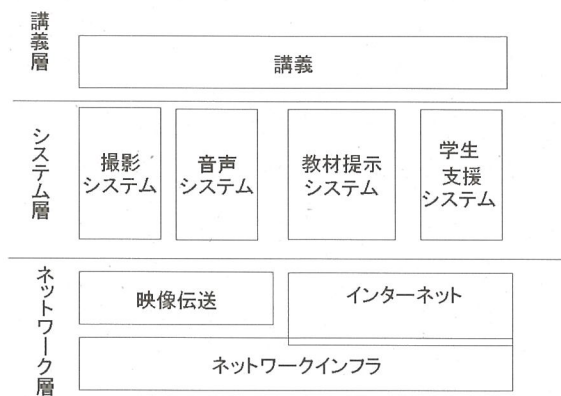 講義層
講義
システム層
撮影
システム
音声
システム
教材提示
システム
学生
支援
システム
ネットワーク層
映像伝送
インターネット
ネットワークインフラ